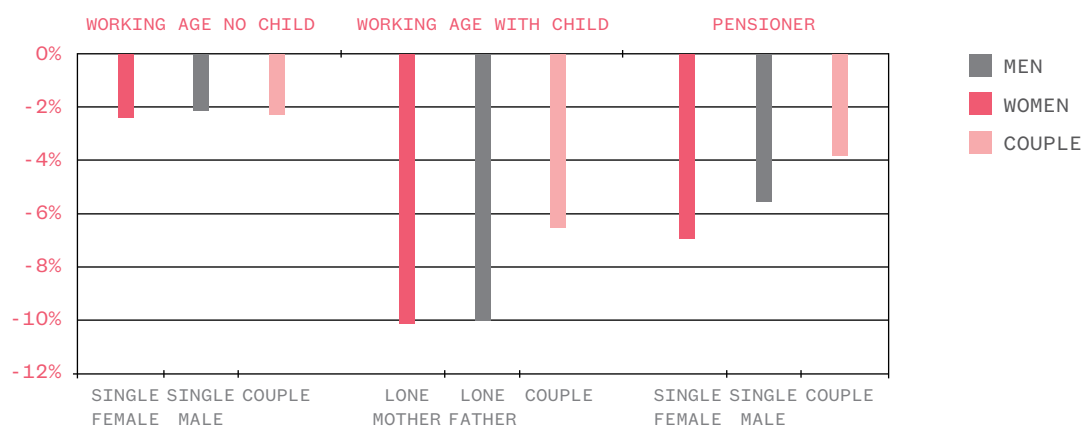 WORKING AGE NO CHILD
WORKING AGE WITH CHILD
PENSIONER
0%
-2%
-4%
-6%
-8%
-10%
-12%
MEN
WOMEN
COUPLE
SINGLE FEMALE
SINGLE MALE
COUPLE
LONE MOTHER
LONE FATHER
COUPLE
SINGLE FEMALE
SINGLE MALE
COUPLE